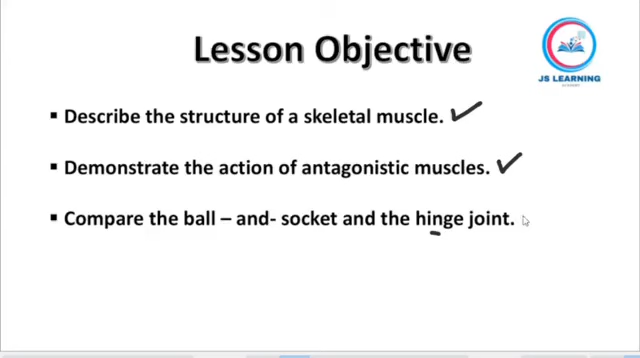 Lesson Objective
JS LEARNING
ACADEMY
▪ Describe the structure of a skeletal muscle. ✓
▪ Demonstrate the action of antagonistic muscles. ✓
▪ Compare the ball – and- socket and the hinge joint.